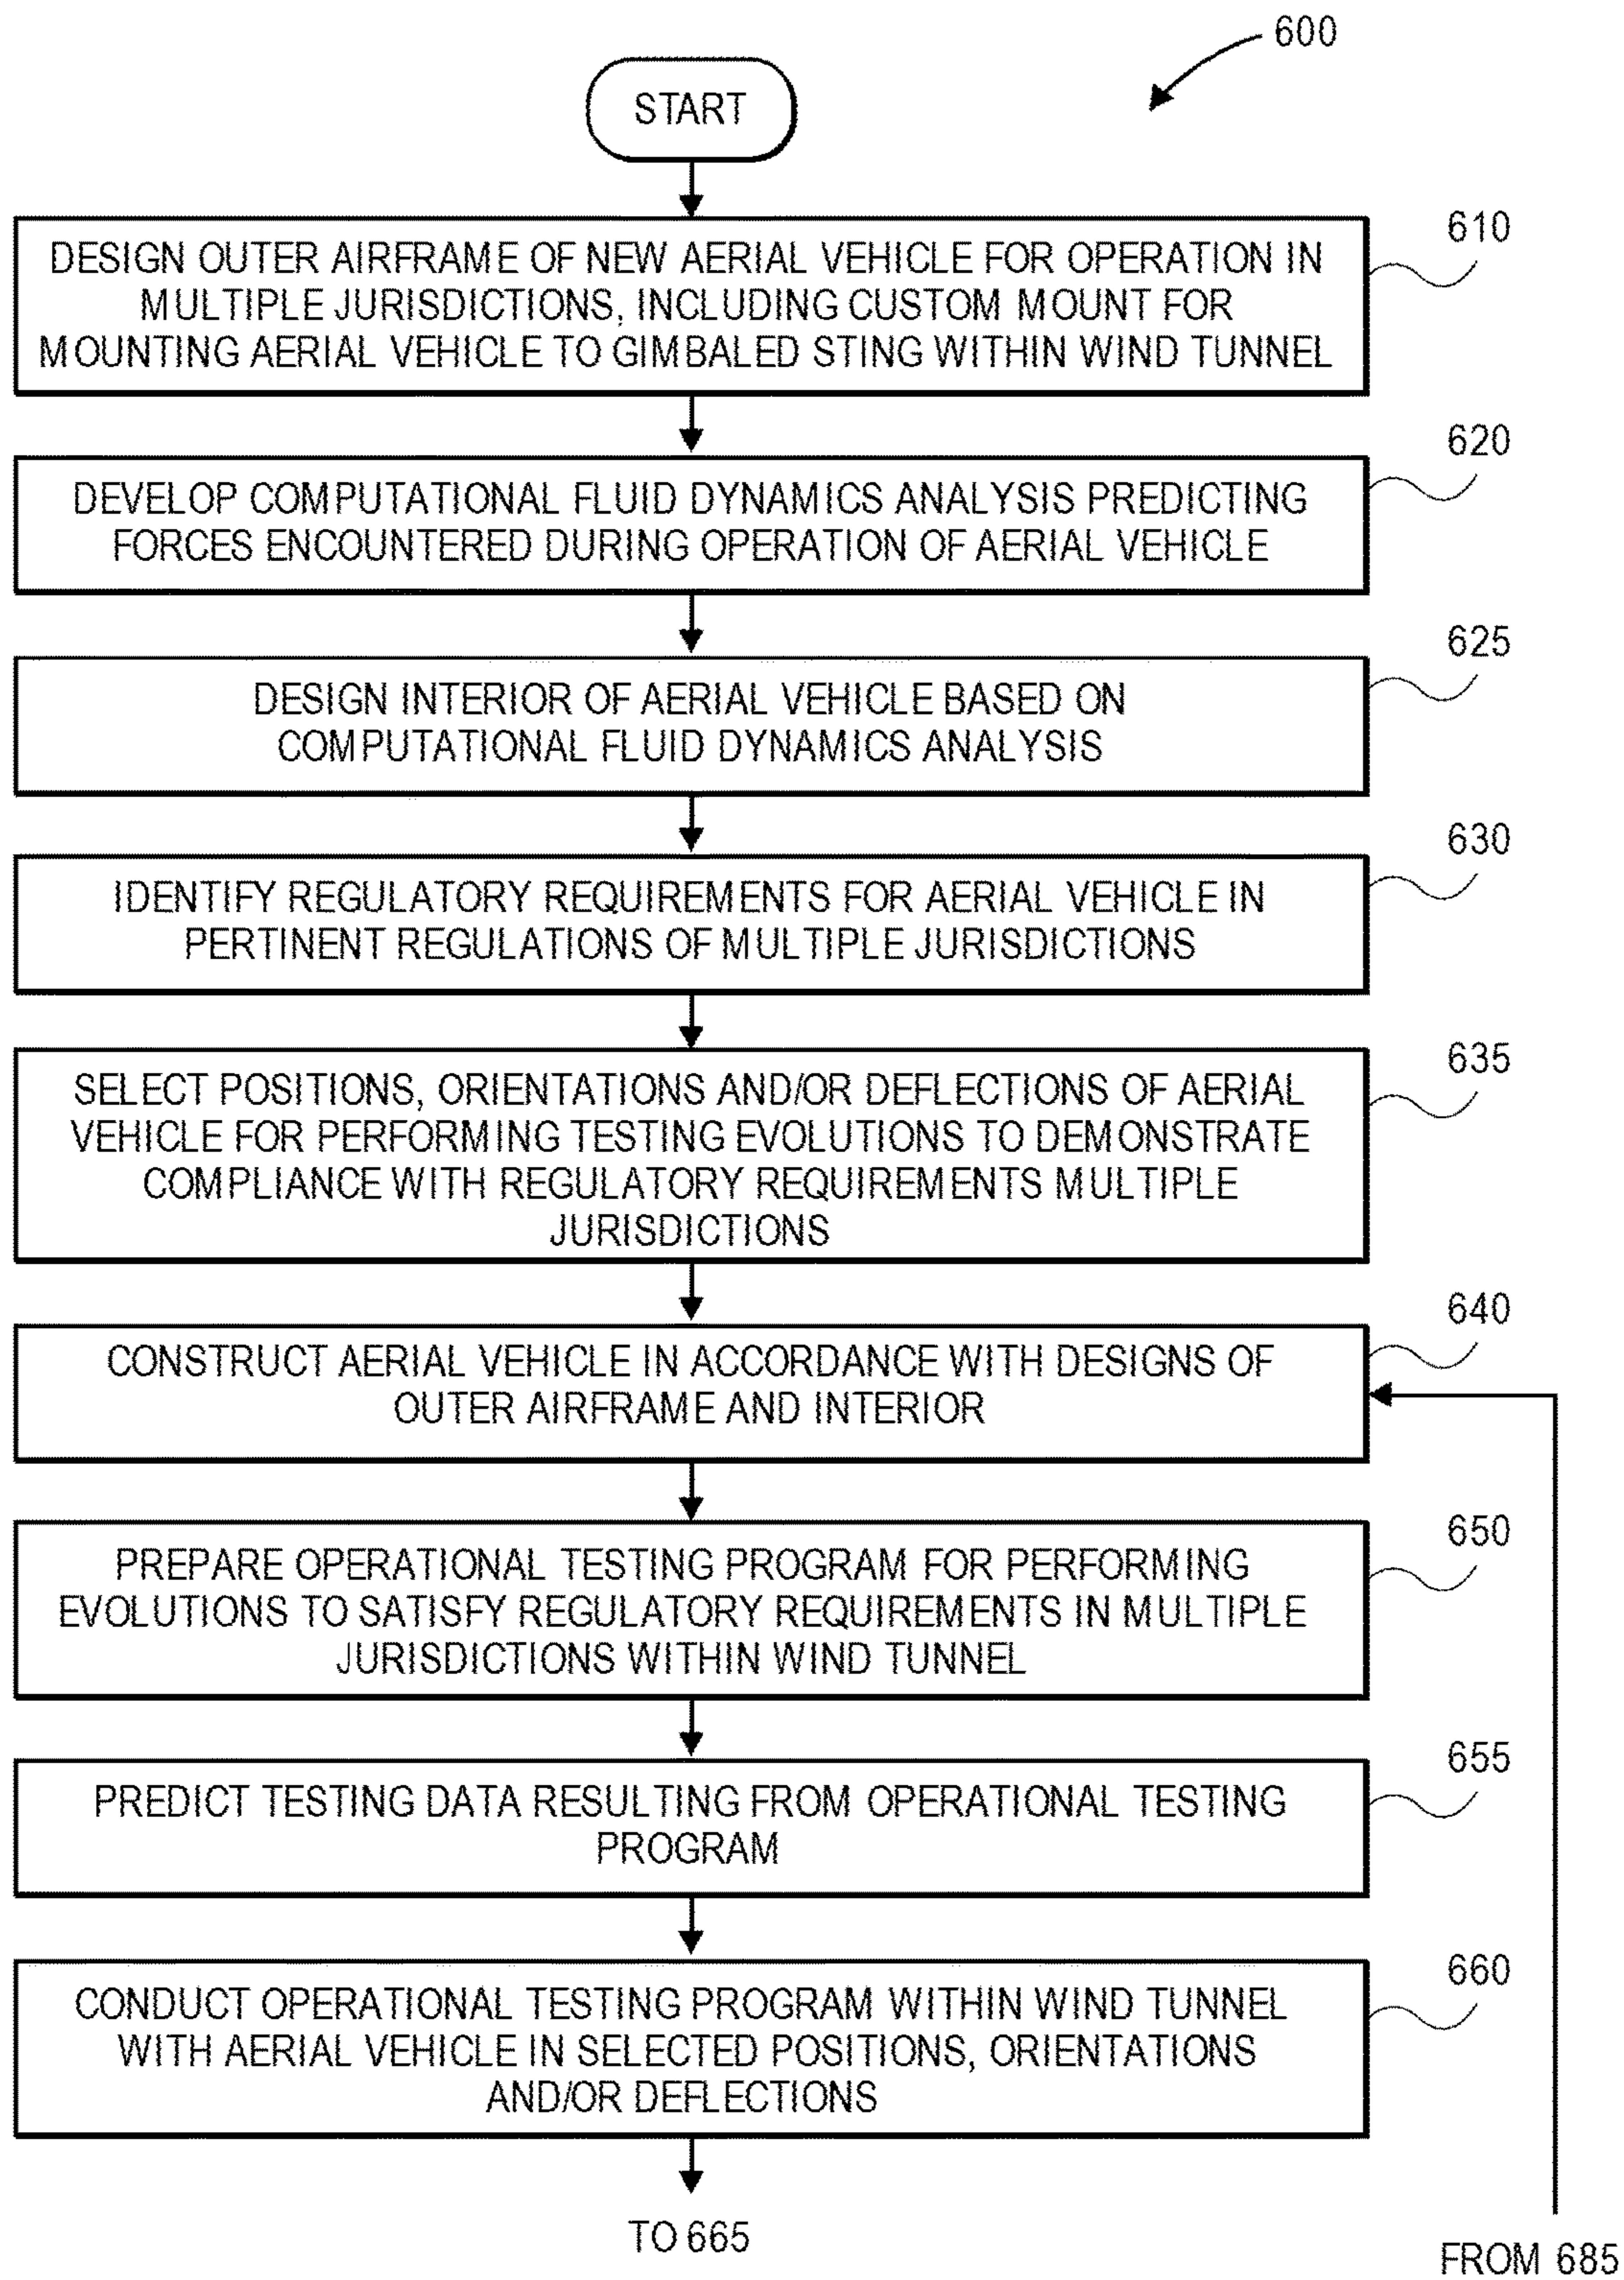 600
START
610
DESIGN OUTER AIRFRAME OF NEW AERIAL VEHICLE FOR OPERATION IN
MULTIPLE JURISDICTIONS, INCLUDING CUSTOM MOUNT FOR
MOUNTING AERIAL VEHICLE TO GIMBALED STING WITHIN WIND TUNNEL
620
DEVELOP COMPUTATIONAL FLUID DYNAMICS ANALYSIS PREDICTING
FORCES ENCOUNTERED DURING OPERATION OF AERIAL VEHICLE
625
DESIGN INTERIOR OF AERIAL VEHICLE BASED ON
COMPUTATIONAL FLUID DYNAMICS ANALYSIS
630
IDENTIFY REGULATORY REQUIREMENTS FOR AERIAL VEHICLE IN
PERTINENT REGULATIONS OF MULTIPLE JURISDICTIONS
635
SELECT POSITIONS, ORIENTATIONS AND/OR DEFLECTIONS OF AERIAL
VEHICLE FOR PERFORMING TESTING EVOLUTIONS TO DEMONSTRATE
COMPLIANCE WITH REGULATORY REQUIREMENTS MULTIPLE
JURISDICTIONS
640
CONSTRUCT AERIAL VEHICLE IN ACCORDANCE WITH DESIGNS OF
OUTER AIRFRAME AND INTERIOR
650
PREPARE OPERATIONAL TESTING PROGRAM FOR PERFORMING
EVOLUTIONS TO SATISFY REGULATORY REQUIREMENTS IN MULTIPLE
JURISDICTIONS WITHIN WIND TUNNEL
655
PREDICT TESTING DATA RESULTING FROM OPERATIONAL TESTING
PROGRAM
660
CONDUCT OPERATIONAL TESTING PROGRAM WITHIN WIND TUNNEL
WITH AERIAL VEHICLE IN SELECTED POSITIONS, ORIENTATIONS
AND/OR DEFLECTIONS
TO 665
FROM 685